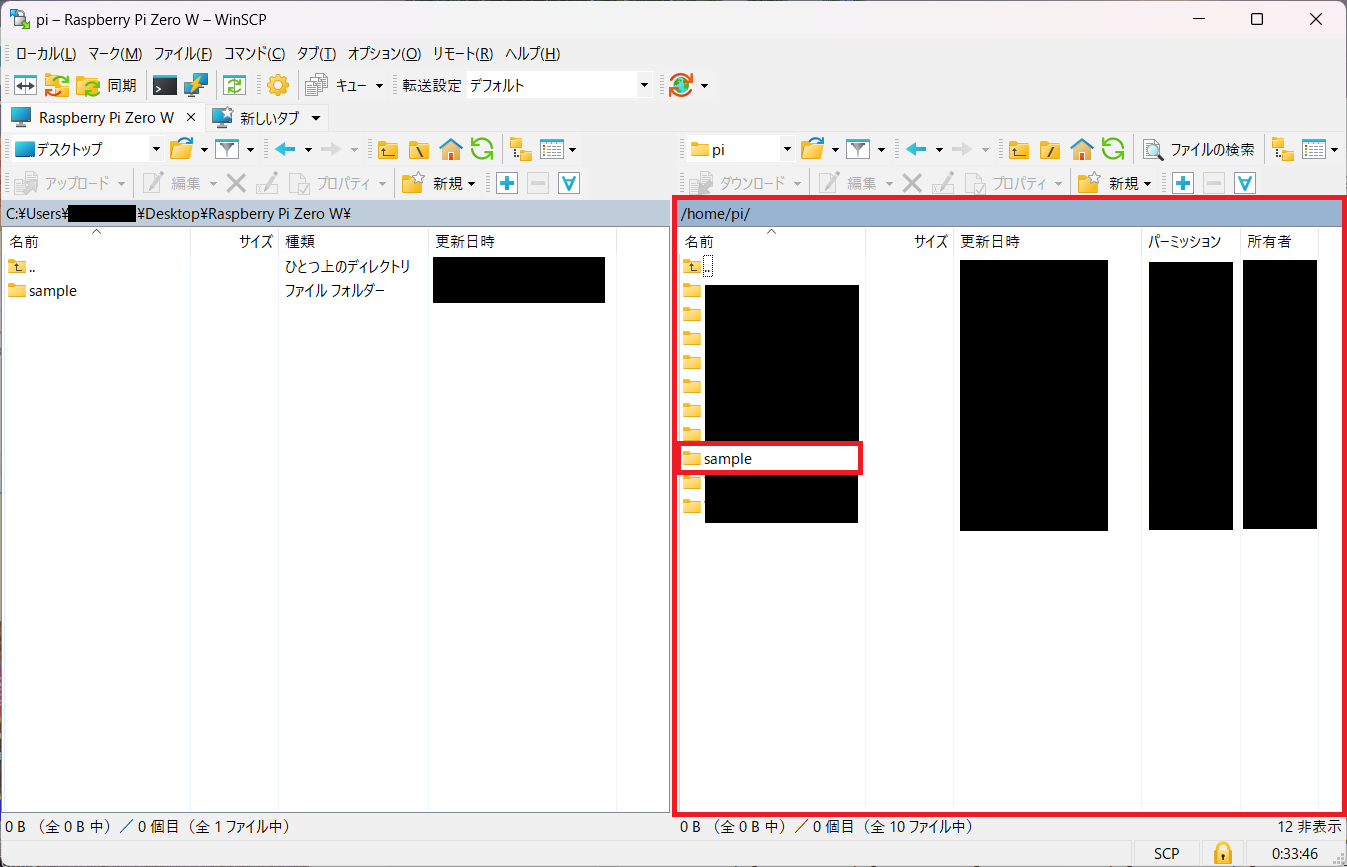 pi – Raspberry Pi Zero W – WinSCP
ローカル(L) マーク(M) ファイル(F) コマンド(C) タブ(T) オプション(O) リモート(R) ヘルプ(H)
同期 キュー 転送設定 デフォルト
Raspberry Pi Zero W 新しいタブ
デスクトップ
アップロード 編集 プロパティ 新規
C:¥Users¥ ¥Desktop¥Raspberry Pi Zero W¥
名前 サイズ 種類 更新日時
.. ひとつ上のディレクトリ
sample ファイル フォルダー
0 B （全 0 B 中）／ 0 個目（全 1 ファイル中）
pi ファイルの検索
ダウンロード 編集 プロパティ 新規
/home/pi/
名前 サイズ 更新日時 パーミッション 所有者
..
sample
0 B （全 0 B 中）／ 0 個目（全 10 ファイル中） 12 非表示
SCP 0:33:46